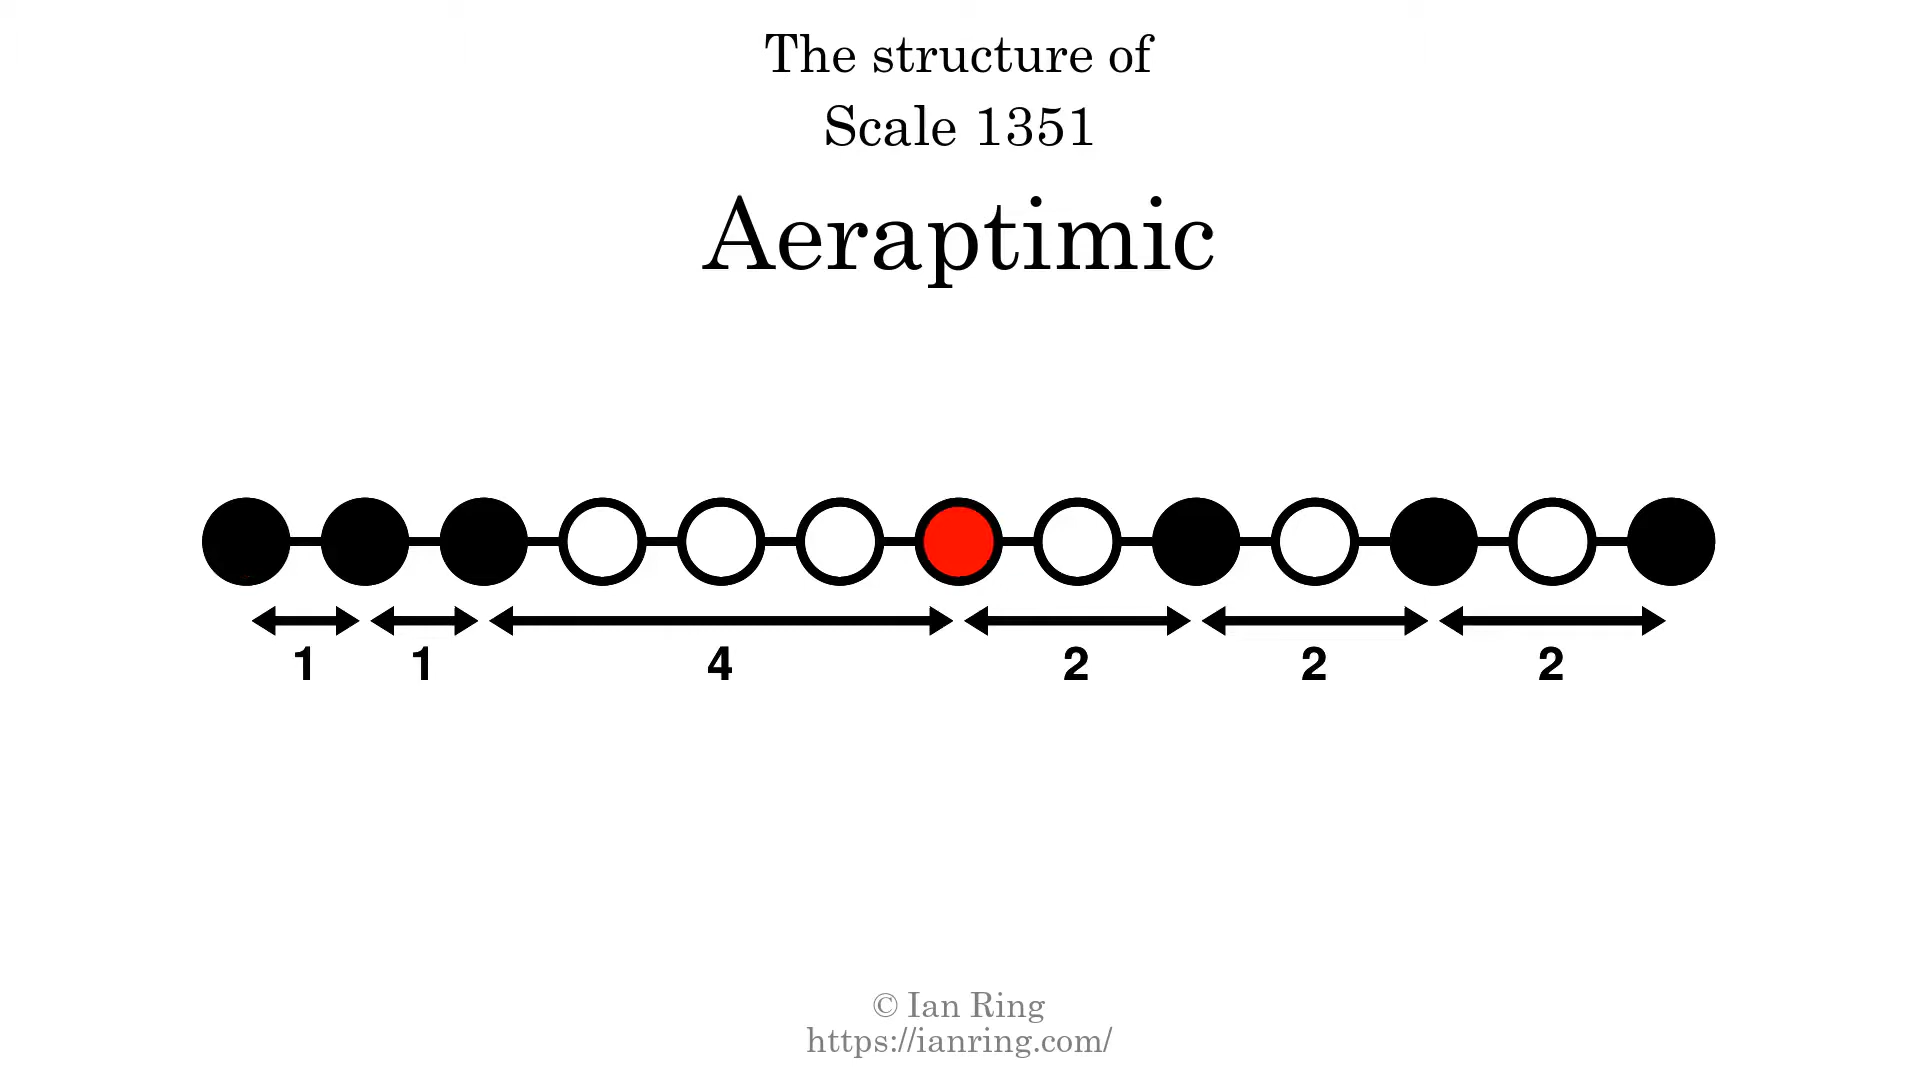 The structure of
Scale 1351
Aeraptimic
1 1 4 2 2 2
© Ian Ring
https://ianring.com/